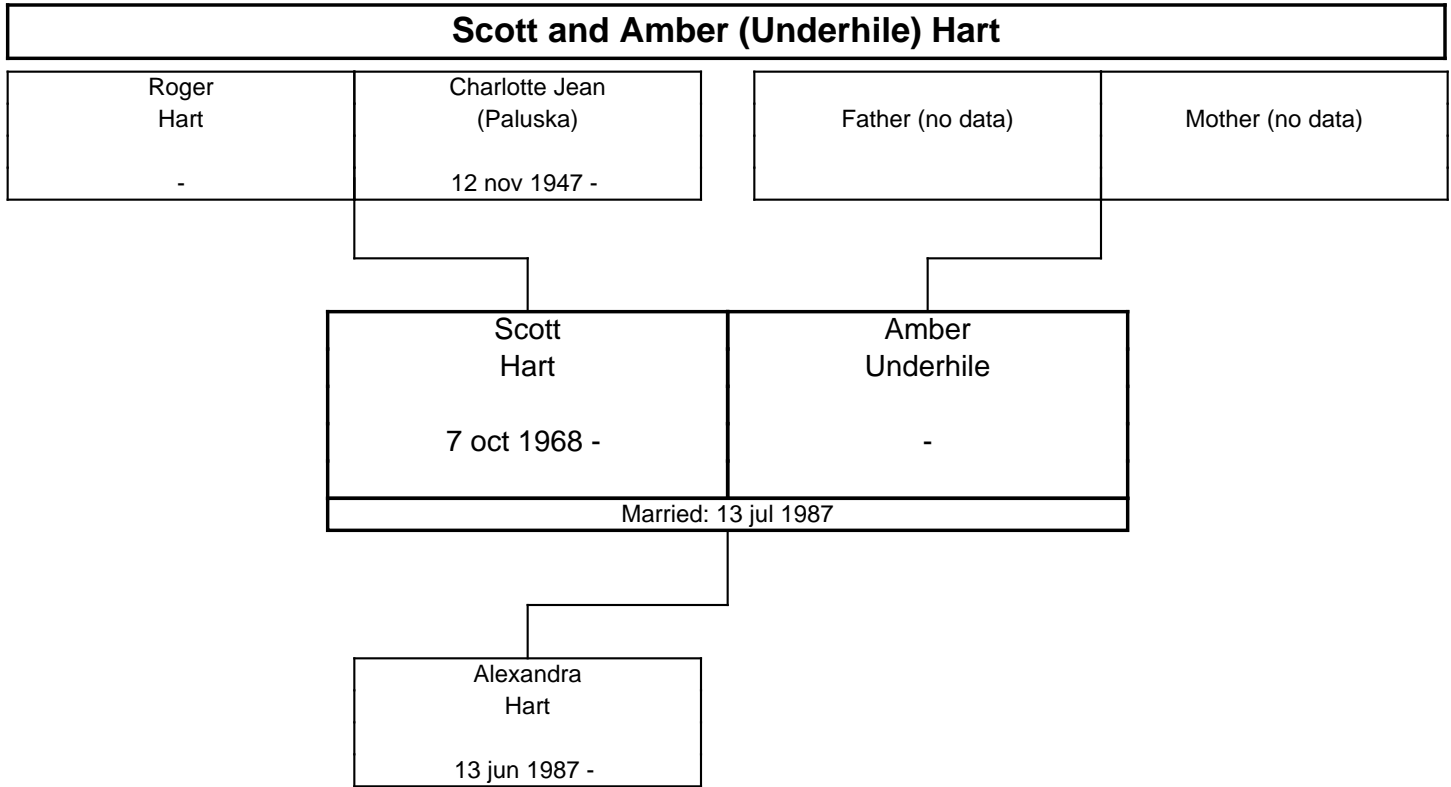 Scott and Amber (Underhile) Hart
Roger
Hart
-
Charlotte Jean
(Paluska)
12 nov 1947 -
Father (no data)
Mother (no data)
Scott
Hart
7 oct 1968 -
Amber
Underhile
-
Married: 13 jul 1987
Alexandra
Hart
13 jun 1987 -